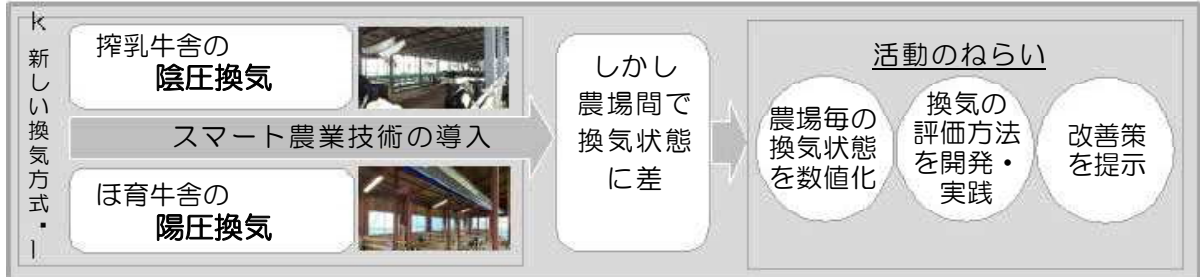 k新しい換気方式▪l
搾乳牛舎の
陰圧換気
スマート農業技術の導入
ほ育牛舎の
陽圧換気
しかし
農場間で
換気状態
に差
活動のねらい
農場毎の
換気状態
を数値化
換気の
評価方法
を開発・
実践
改善策
を提示